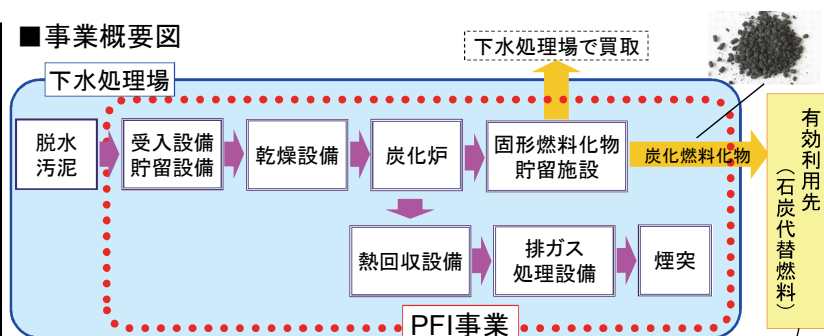 ■事業概要図
下水処理場で買取
下水処理場
脱水
汚泥
受入設備
貯留設備
乾燥設備
炭化炉
固形燃料化物
貯留施設
炭化燃料化物
有効利用先
（石炭代替燃料）
熱回収設備
排ガス
処理設備
煙突
PFI事業